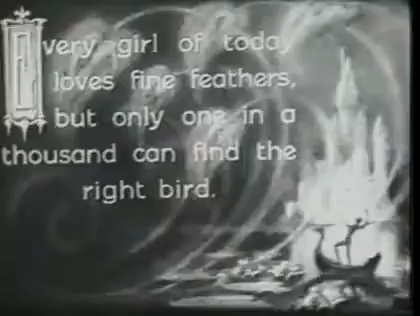 Every girl of today
loves fine feathers,
but only one in a
thousand can find the
right bird.